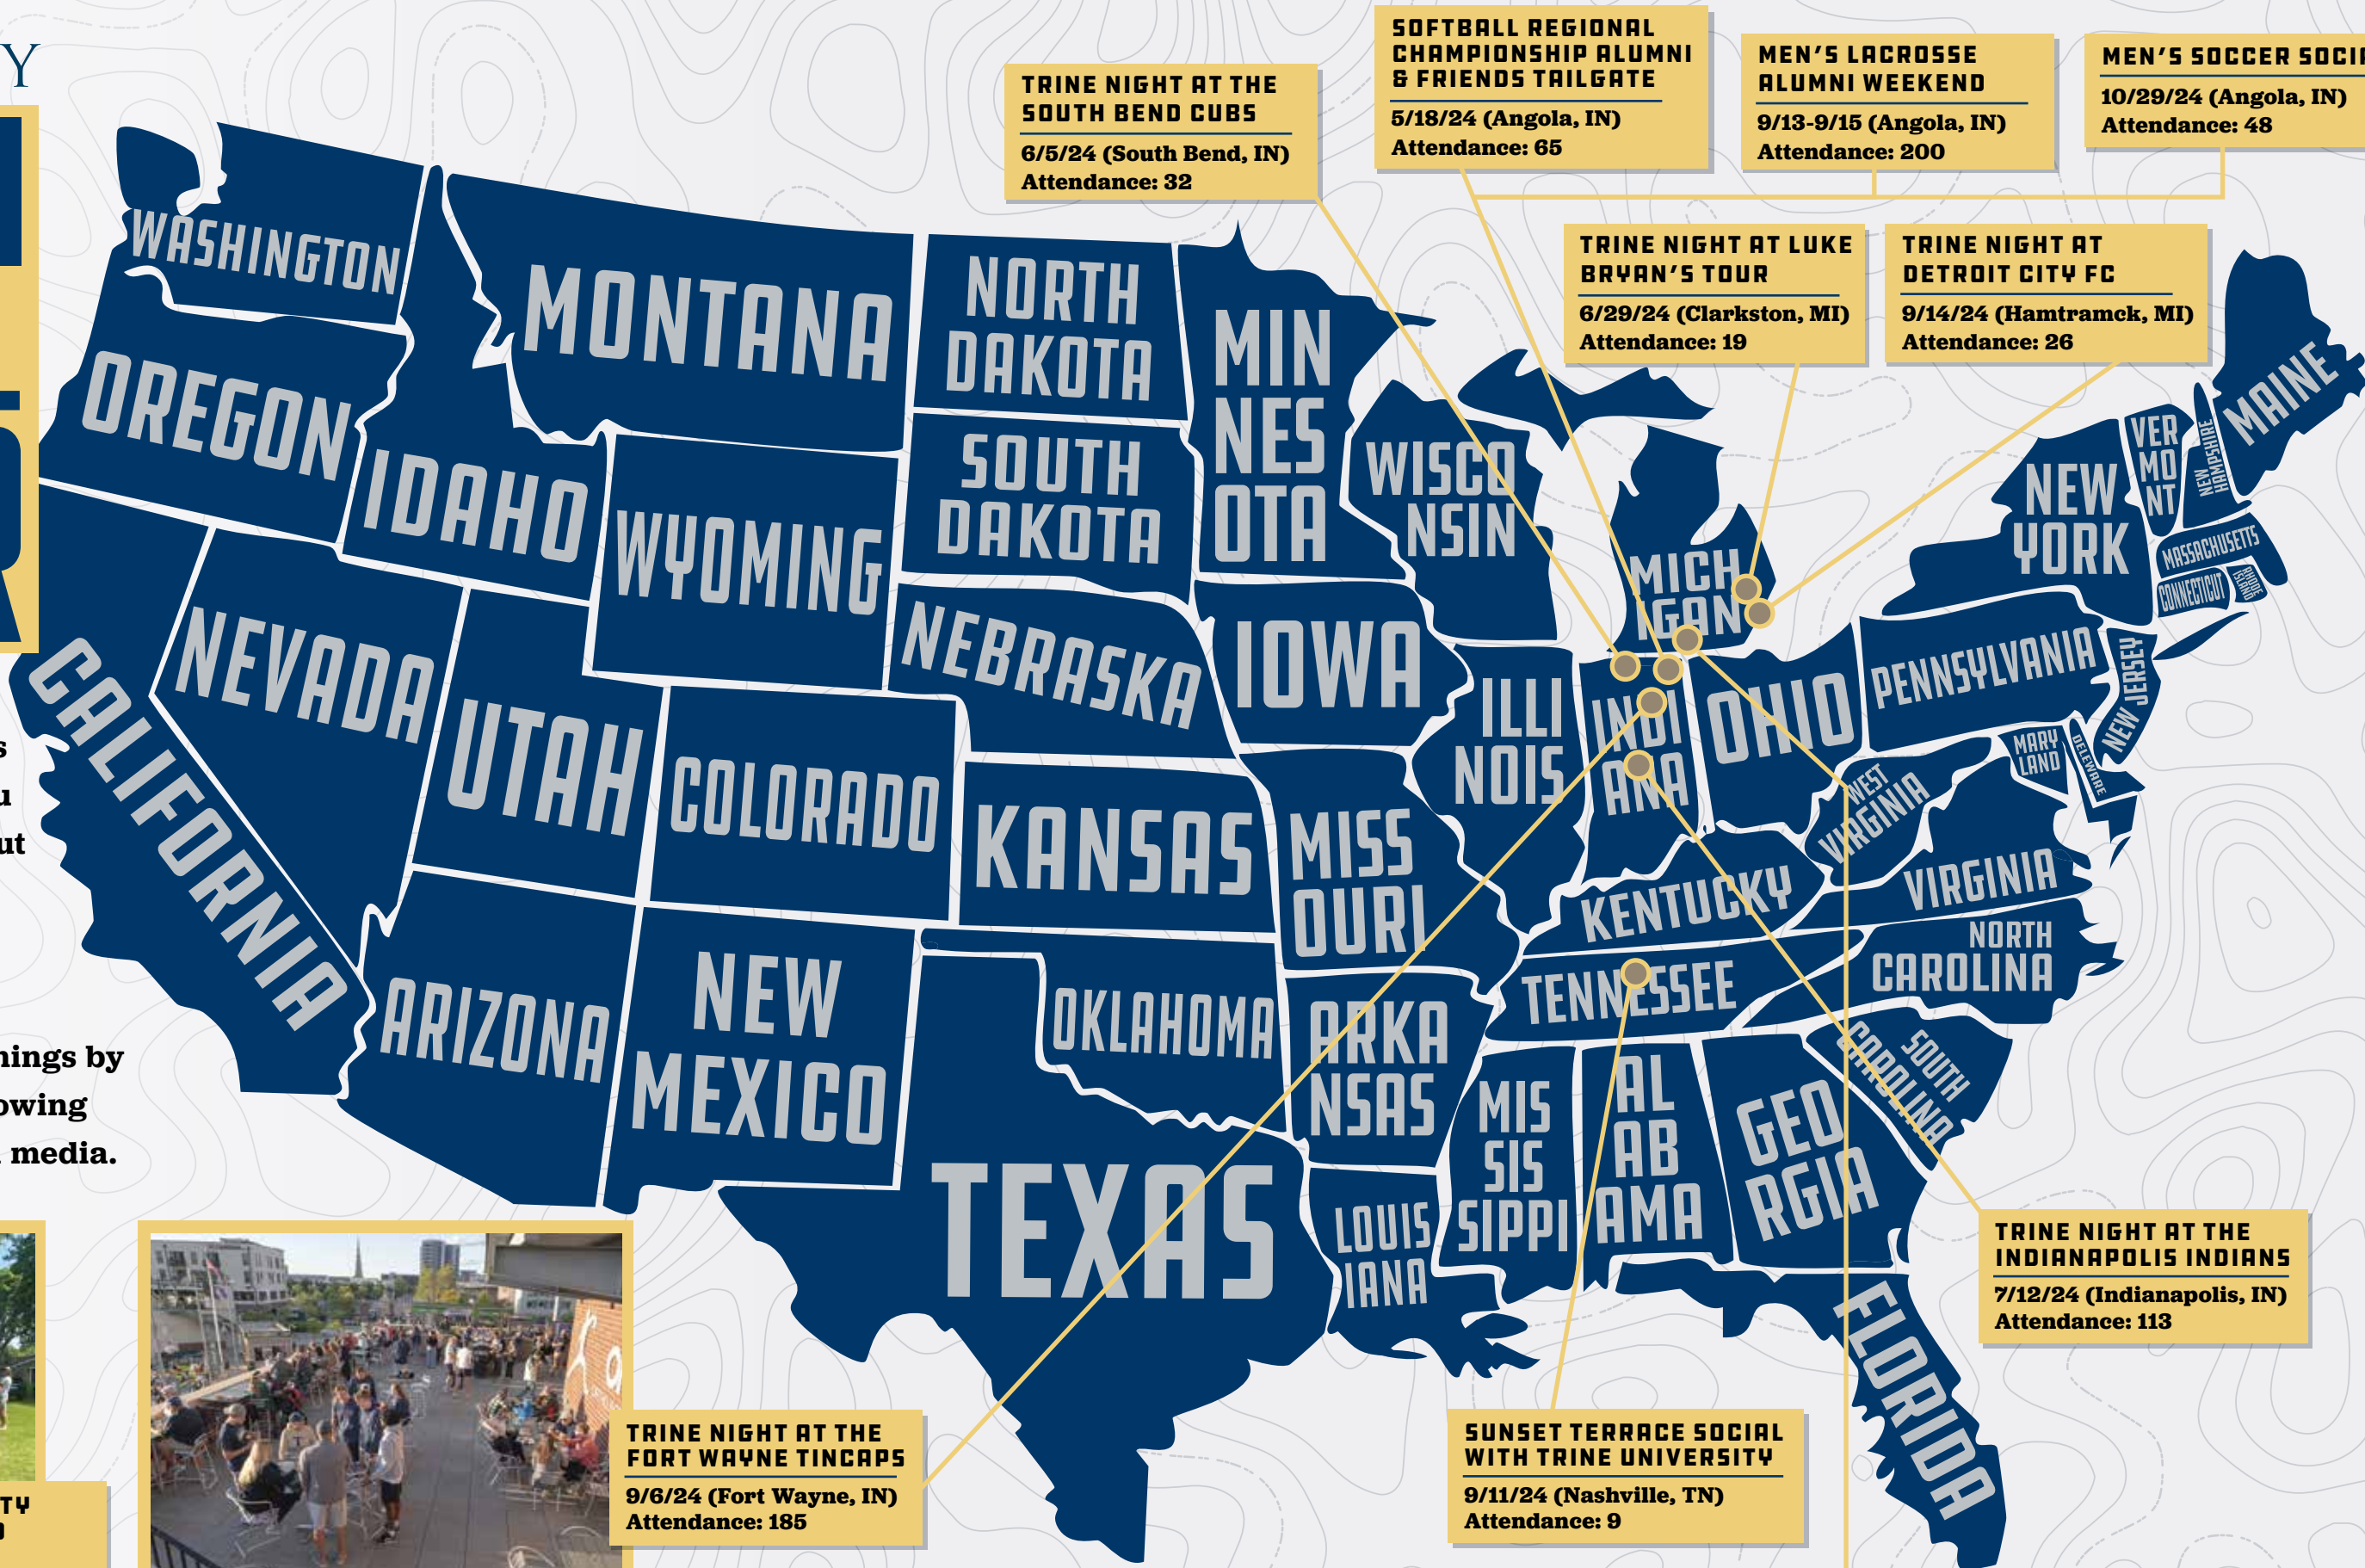 Y
TRINE NIGHT AT THE
SOUTH BEND CUBS
6/5/24 (South Bend, IN)
Attendance: 32
SOFTBALL REGIONAL
CHAMPIONSHIP ALUMNI
& FRIENDS TAILGATE
5/18/24 (Angola, IN)
Attendance: 65
MEN'S LACROSSE
ALUMNI WEEKEND
9/13-9/15 (Angola, IN)
Attendance: 200
MEN'S SOCCER
10/29/24 (Angola, IN)
Attendance: 48
TRINE NIGHT AT LUKE
BRYAN'S TOUR
6/29/24 (Clarkston, MI)
Attendance: 19
TRINE NIGHT AT
DETROIT CITY FC
9/14/24 (Hamtramck, MI)
Attendance: 26
WASHINGTON
OREGON
IDAHO
MONTANA
NORTH
DAKOTA
SOUTH
DAKOTA
MIN
NES
OTA
WISCO
NSIN
MICH
IGAN
WYOMING
NEBRASKA
IOWA
ILLI
NOIS
INDI
ANA
OHIO
PENNSYLVANIA
NEW
YORK
VER
MO
NT
NEW
HAMPSHIRE
MAINE
MASSACHUSETTS
CONNECTICUT
RHODE
ISLAND
NEW JERSEY
MARY
LAND
DELEWARE
WEST
VIRGINIA
VIRGINIA
CALIFORNIA
NEVADA
UTAH
COLORADO
KANSAS
MISS
OURI
KENTUCKY
TENNESSEE
NORTH
CAROLINA
SOUTH
CAROLINA
ARIZONA
NEW
MEXICO
OKLAHOMA
ARKA
NSAS
TEXAS
LOUIS
IANA
MIS
SIS
SIPPI
AL
AB
AMA
GEO
RGIA
FLORIDA
by
media.
TRINE NIGHT AT THE
INDIANAPOLIS INDIANS
7/12/24 (Indianapolis, IN)
Attendance: 113
TRINE NIGHT AT THE
FORT WAYNE TINCAPS
9/6/24 (Fort Wayne, IN)
Attendance: 185
SUNSET TERRACE SOCIAL
WITH TRINE UNIVERSITY
9/11/24 (Nashville, TN)
Attendance: 9
TY